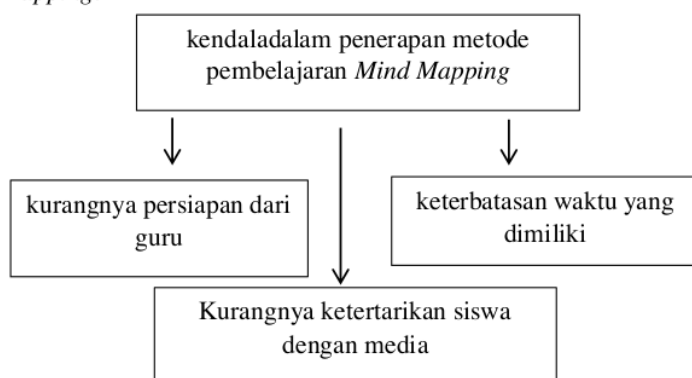 pping
kendaladalam penerapan metode
pembelajaran Mind Mapping
kurangnya persiapan dari
guru
keterbatasan waktu yang
dimiliki
Kurangnya ketertarikan siswa
dengan media